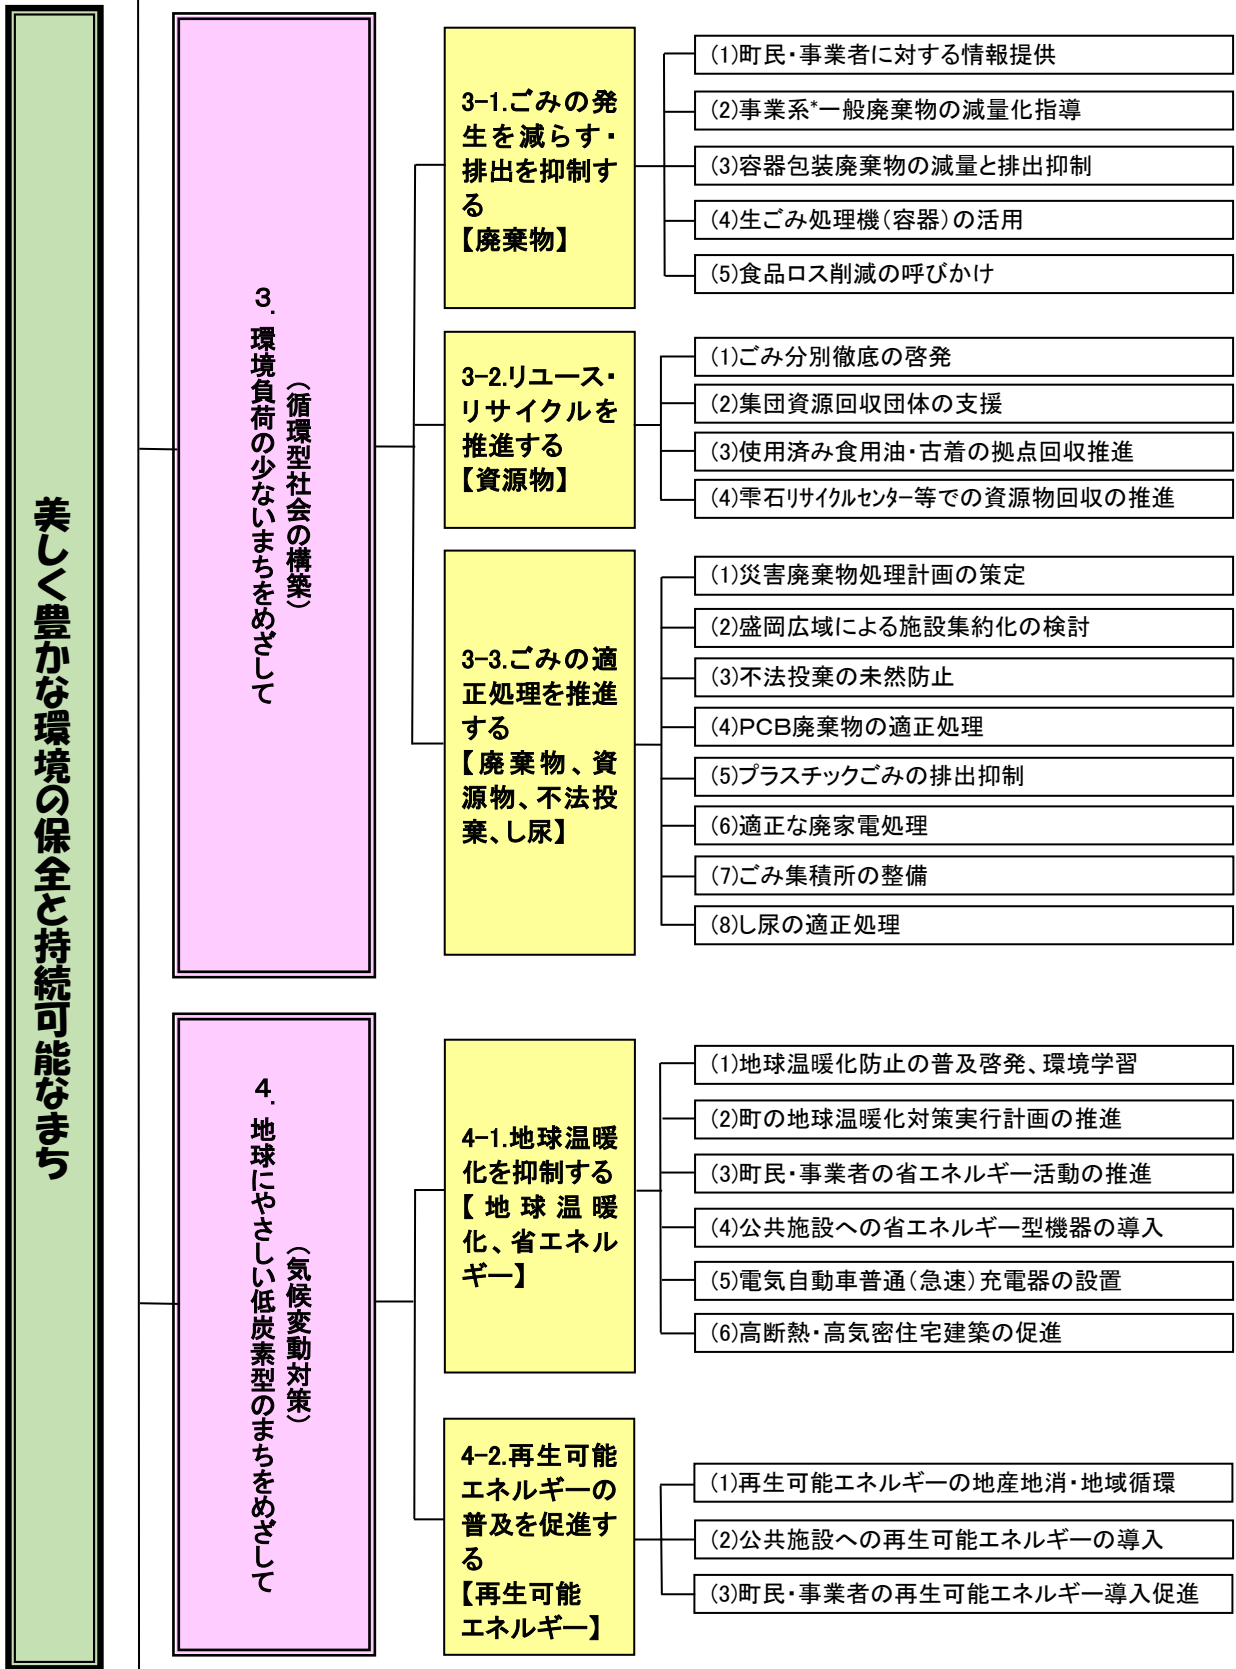 美しく豊かな環境の保全と持続可能なまち
3．環境負荷の少ないまちをめざして
（循環型社会の構築）
3-1.ごみの発
生を減らす・
排出を抑制す
る
【廃棄物】
(1)町民・事業者に対する情報提供
(2)事業系*一般廃棄物の減量化指導
(3)容器包装廃棄物の減量と排出抑制
(4)生ごみ処理機（容器）の活用
(5)食品ロス削減の呼びかけ
3-2.リユース・
リサイクルを
推進する
【資源物】
(1)ごみ分別徹底の啓発
(2)集団資源回収団体の支援
(3)使用済み食用油・古着の拠点回収推進
(4)雫石リサイクルセンター等での資源物回収の推進
3-3.ごみの適
正処理を推進
する
【廃棄物、資
源物、不法投
棄、し尿】
(1)災害廃棄物処理計画の策定
(2)盛岡広域による施設集約化の検討
(3)不法投棄の未然防止
(4)PCB廃棄物の適正処理
(5)プラスチックごみの排出抑制
(6)適正な廃家電処理
(7)ごみ集積所の整備
(8)し尿の適正処理
4．地球にやさしい低炭素型のまちをめざして
（気候変動対策）
4-1.地球温暖
化を抑制する
【地球温暖
化、省エネル
ギー】
(1)地球温暖化防止の普及啓発、環境学習
(2)町の地球温暖化対策実行計画の推進
(3)町民・事業者の省エネルギー活動の推進
(4)公共施設への省エネルギー型機器の導入
(5)電気自動車普通（急速）充電器の設置
(6)高断熱・高気密住宅建築の促進
4-2.再生可能
エネルギーの
普及を促進す
る
【再生可能
エネルギー】
(1)再生可能エネルギーの地産地消・地域循環
(2)公共施設への再生可能エネルギーの導入
(3)町民・事業者の再生可能エネルギー導入促進